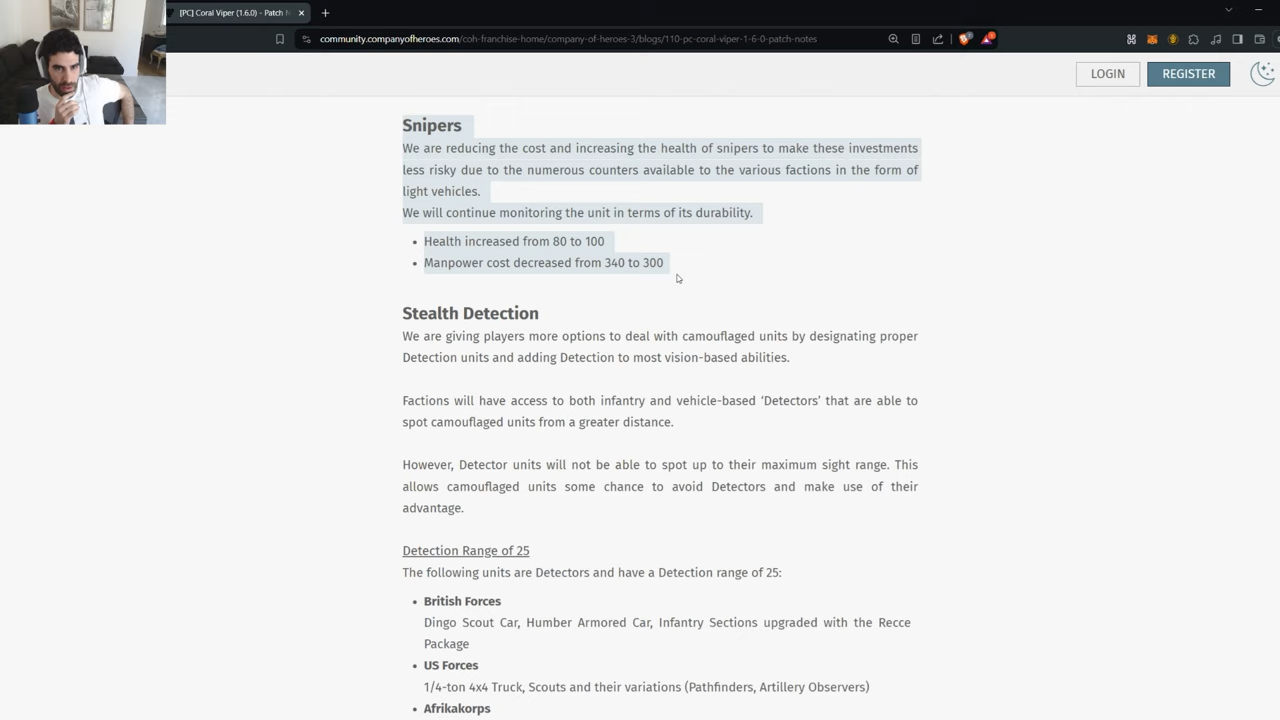 [PC] Coral Viper (1.6.0) - Patch N
community.companyofheroes.com/coh-franchise-home/company-of-heroes-3/blogs/110-pc-coral-viper-1-6-0-patch-notes
LOGIN
REGISTER
Snipers
We are reducing the cost and increasing the health of snipers to make these investments
less risky due to the numerous counters available to the various factions in the form of
light vehicles.
We will continue monitoring the unit in terms of its durability.
• Health increased from 80 to 100
• Manpower cost decreased from 340 to 300
Stealth Detection
We are giving players more options to deal with camouflaged units by designating proper
Detection units and adding Detection to most vision-based abilities.
Factions will have access to both infantry and vehicle-based ‘Detectors’ that are able to
spot camouflaged units from a greater distance.
However, Detector units will not be able to spot up to their maximum sight range. This
allows camouflaged units some chance to avoid Detectors and make use of their
advantage.
Detection Range of 25
The following units are Detectors and have a Detection range of 25:
• British Forces
Dingo Scout Car, Humber Armored Car, Infantry Sections upgraded with the Recce
Package
• US Forces
1/4-ton 4x4 Truck, Scouts and their variations (Pathfinders, Artillery Observers)
• Afrikakorps